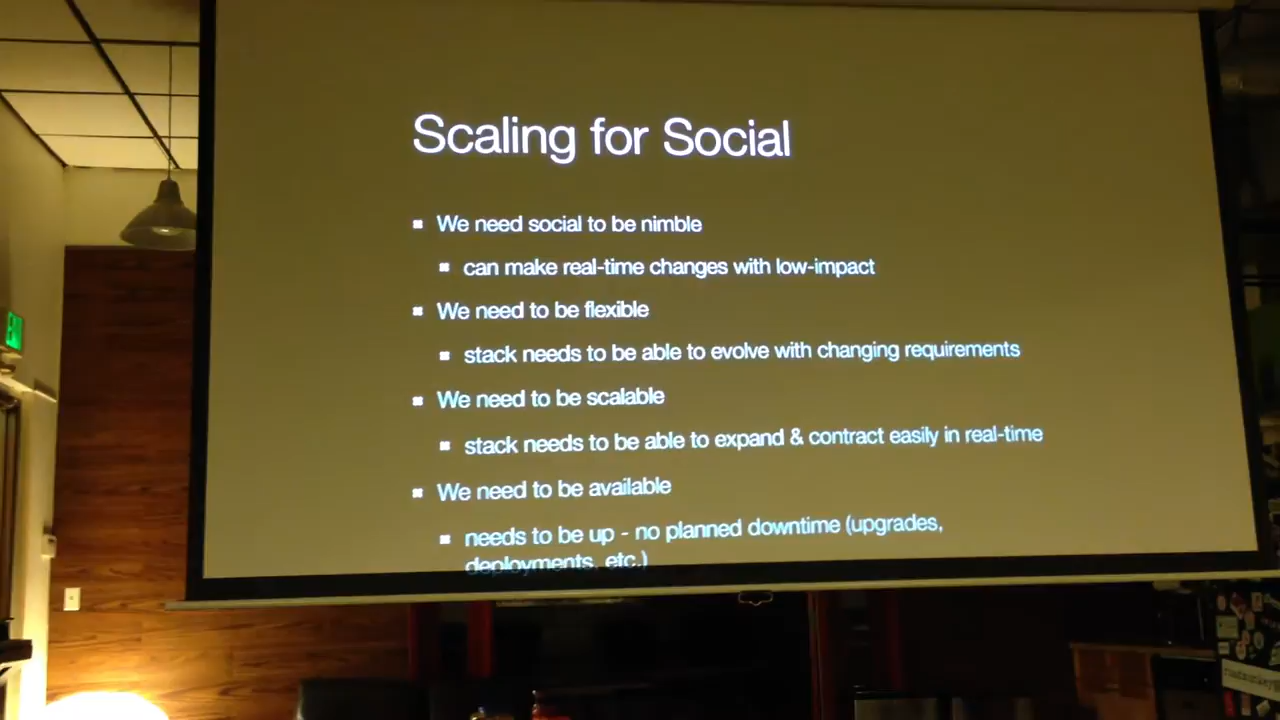 Scaling for Social
We need social to be nimble
can make real-time changes with low-impact
We need to be flexible
stack needs to be able to evolve with changing requirements
We need to be scalable
stack needs to be able to expand & contract easily in real-time
We need to be available
needs to be up - no planned downtime (upgrades,
deployments, etc.)